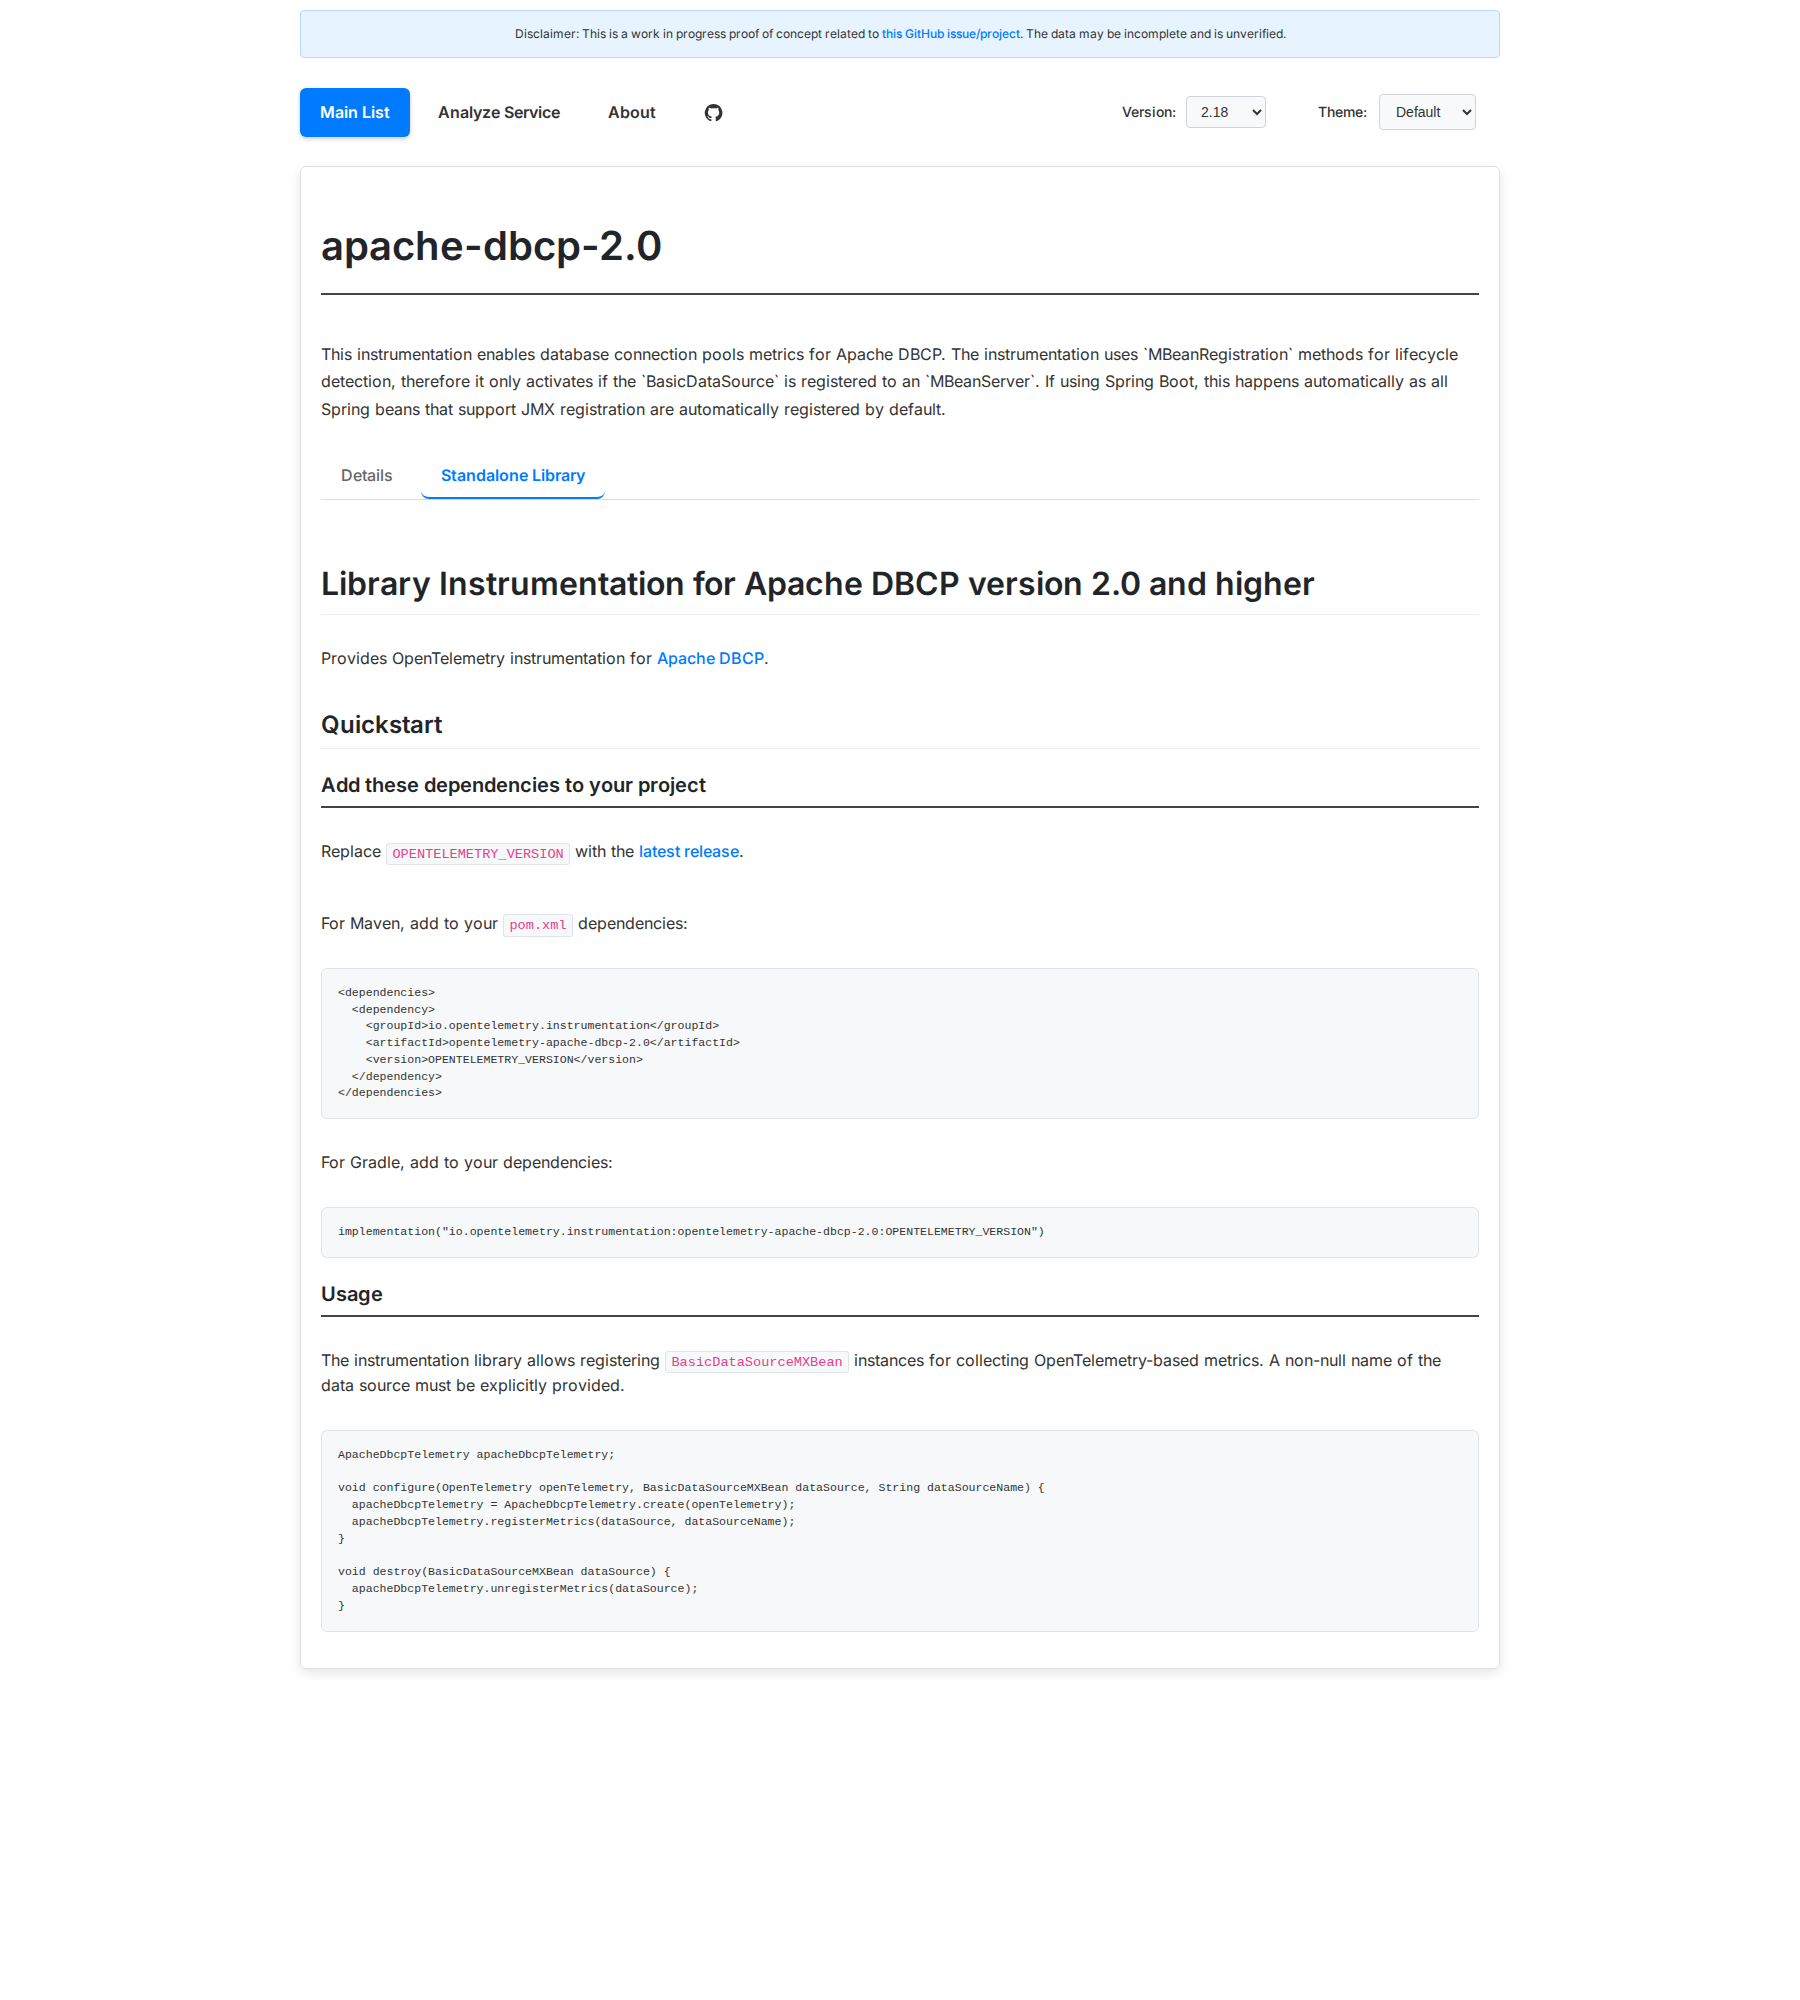 Disclaimer: This is a work in progress proof of concept related to this GitHub issue/project. The data may be incomplete and is unverified.
Main List
Analyze Service
About
Version:
2.18
Theme:
Default
apache-dbcp-2.0
This instrumentation enables database connection pools metrics for Apache DBCP. The instrumentation uses `MBeanRegistration` methods for lifecycle
detection, therefore it only activates if the `BasicDataSource` is registered to an `MBeanServer`. If using Spring Boot, this happens automatically as all
Spring beans that support JMX registration are automatically registered by default.
Details
Standalone Library
Library Instrumentation for Apache DBCP version 2.0 and higher
Provides OpenTelemetry instrumentation for Apache DBCP.
Quickstart
Add these dependencies to your project
Replace OPENTELEMETRY_VERSION with the latest release.
For Maven, add to your pom.xml dependencies:
<dependencies>
  <dependency>
    <groupId>io.opentelemetry.instrumentation</groupId>
    <artifactId>opentelemetry-apache-dbcp-2.0</artifactId>
    <version>OPENTELEMETRY_VERSION</version>
  </dependency>
</dependencies>
For Gradle, add to your dependencies:
implementation("io.opentelemetry.instrumentation:opentelemetry-apache-dbcp-2.0:OPENTELEMETRY_VERSION")
Usage
The instrumentation library allows registering BasicDataSourceMXBean instances for collecting OpenTelemetry-based metrics. A non-null name of the
data source must be explicitly provided.
ApacheDbcpTelemetry apacheDbcpTelemetry;
void configure(OpenTelemetry openTelemetry, BasicDataSourceMXBean dataSource, String dataSourceName) {
  apacheDbcpTelemetry = ApacheDbcpTelemetry.create(openTelemetry);
  apacheDbcpTelemetry.registerMetrics(dataSource, dataSourceName);
}
void destroy(BasicDataSourceMXBean dataSource) {
  apacheDbcpTelemetry.unregisterMetrics(dataSource);
}